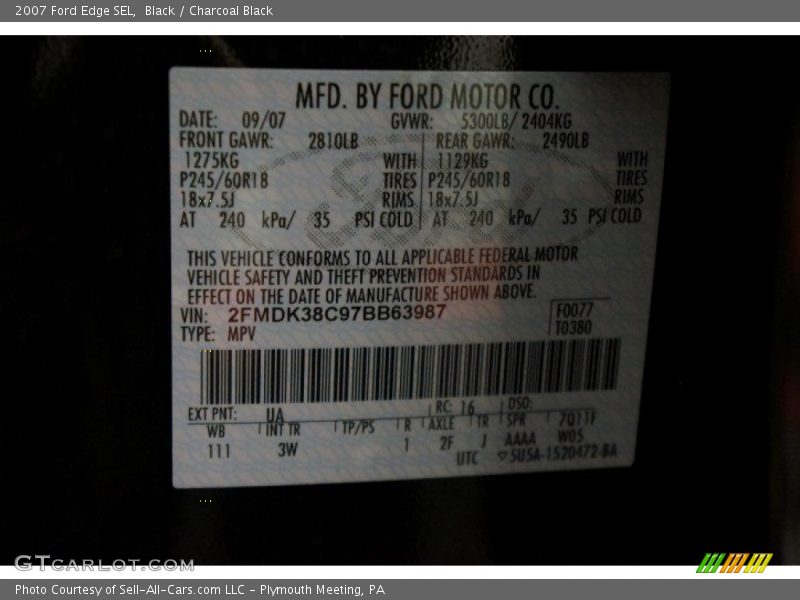 2007 Ford Edge SEL, Black / Charcoal Black
MFD. BY FORD MOTOR CO.
DATE: 09/07 GVWR: 5300LB/ 2404KG
FRONT GAWR: 2810LB REAR GAWR: 2490LB
1275KG WITH 1129KG WITH
P245/60R18 TIRES P245/60R18 TIRES
18x7.5J RIMS 18x7.5J RIMS
AT 240 kPa/ 35 PSI COLD AT 240 kPa/ 35 PSI COLD
THIS VEHICLE CONFORMS TO ALL APPLICABLE FEDERAL MOTOR
VEHICLE SAFETY AND THEFT PREVENTION STANDARDS IN
EFFECT ON THE DATE OF MANUFACTURE SHOWN ABOVE.
VIN: 2FMDK38C97BB63987 F0077
TYPE: MPV T0380
EXT PNT: UA RC: 16 DSO:
WB INT TR TP/PS R AXLE TR SPR
111 3W 1 2F J AAAA W05
UTC ▽5U5A-1520472-BA
GTCARLOT.COM
Photo Courtesy of Sell-All-Cars.com LLC - Plymouth Meeting, PA